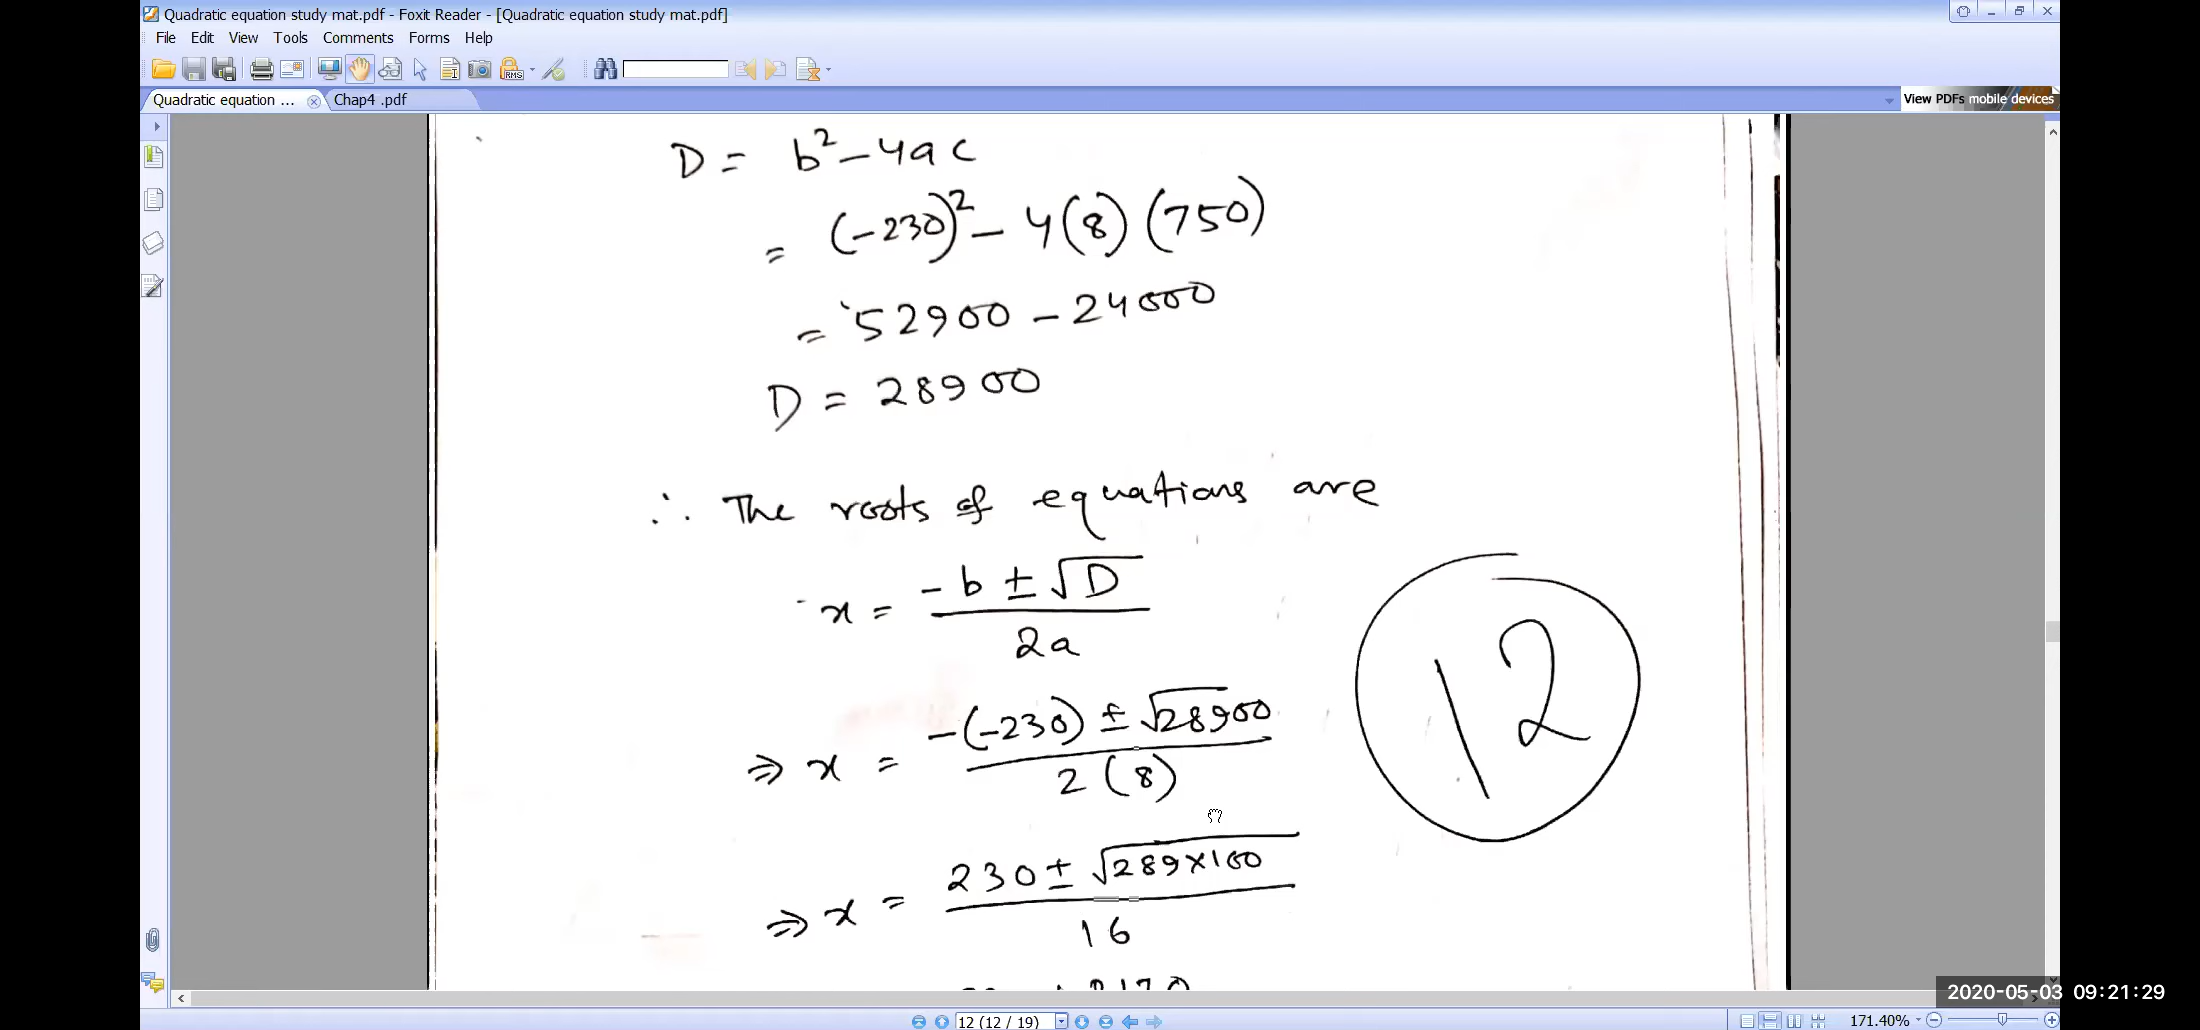 Quadratic equation study mat.pdf - Foxit Reader - [Quadratic equation study mat.pdf]
File Edit View Tools Comments Forms Help
Quadratic equation ... Chap4 .pdf
View PDFs mobile devices
D = b² - 4ac
= (-230)² - 4(8)(750)
= 52900 - 24000
D = 28900
∴ The roots of equations are
x = (-b ± √D) / 2a
⇒ x = (-(-230) ± √28900) / 2(8)
12
⇒ x = (230 ± √289×100) / 16
2020-05-03 09:21:29
12 (12 / 19)
171.40%